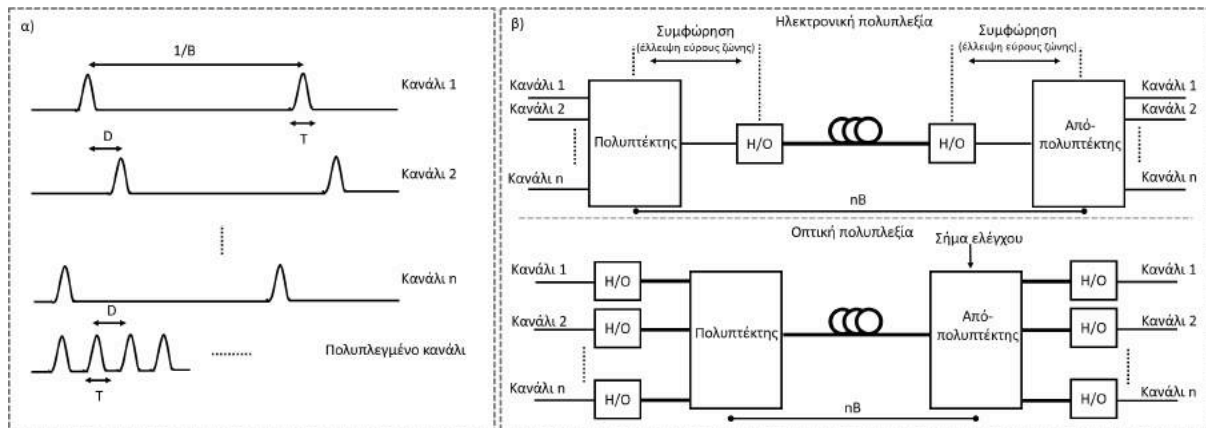 α)
1/B
Κανάλι 1
D
T
Κανάλι 2
Κανάλι n
D
Πολυπλεγμένο κανάλι
T
β)
Ηλεκτρονική πολυπλεξία
Συμφώρηση
(έλλειψη εύρους ζώνης)
Συμφώρηση
(έλλειψη εύρους ζώνης)
Κανάλι 1
Κανάλι 2
Κανάλι n
Πολυπτέκτης
Η/Ο
Η/Ο
Από-
πολυπτέκτης
Κανάλι 1
Κανάλι 2
Κανάλι n
nB
Οπτική πολυπλεξία
Σήμα ελέγχου
Κανάλι 1
Η/Ο
Κανάλι 2
Η/Ο
Κανάλι n
Η/Ο
Πολυπτέκτης
Από-
πολυπτέκτης
Η/Ο
Κανάλι 1
Η/Ο
Κανάλι 2
Η/Ο
Κανάλι n
nB